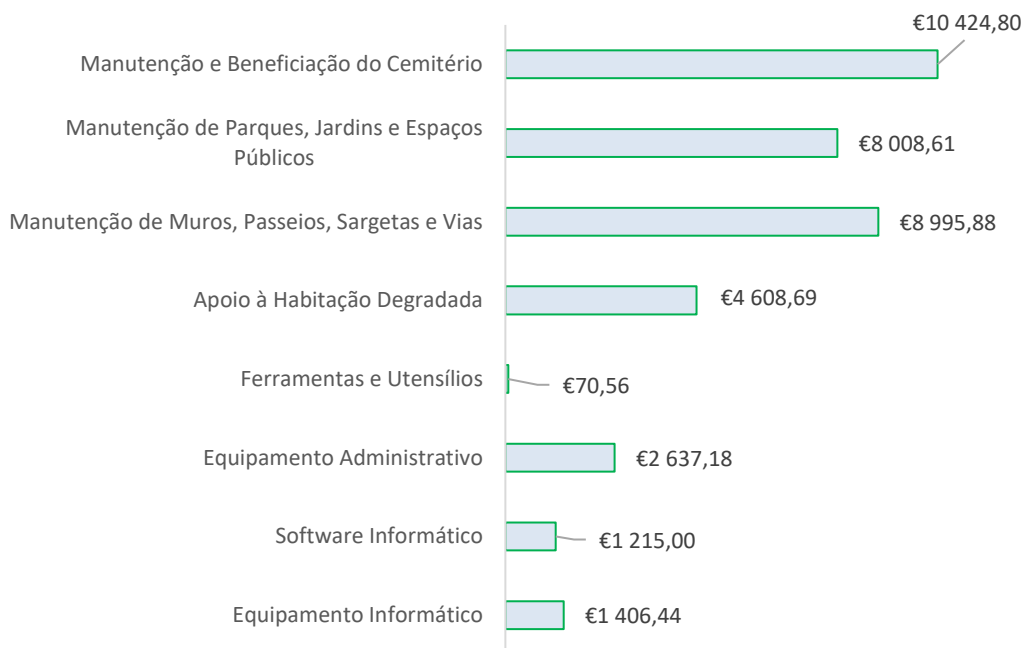 €10 424,80
Manutenção e Beneficiação do Cemitério
Manutenção de Parques, Jardins e Espaços
Públicos
€8 008,61
Manutenção de Muros, Passeios, Sargetas e Vias
€8 995,88
Apoio à Habitação Degradada
€4 608,69
Ferramentas e Utensílios
€70,56
Equipamento Administrativo
€2 637,18
Software Informático
€1 215,00
Equipamento Informático
€1 406,44